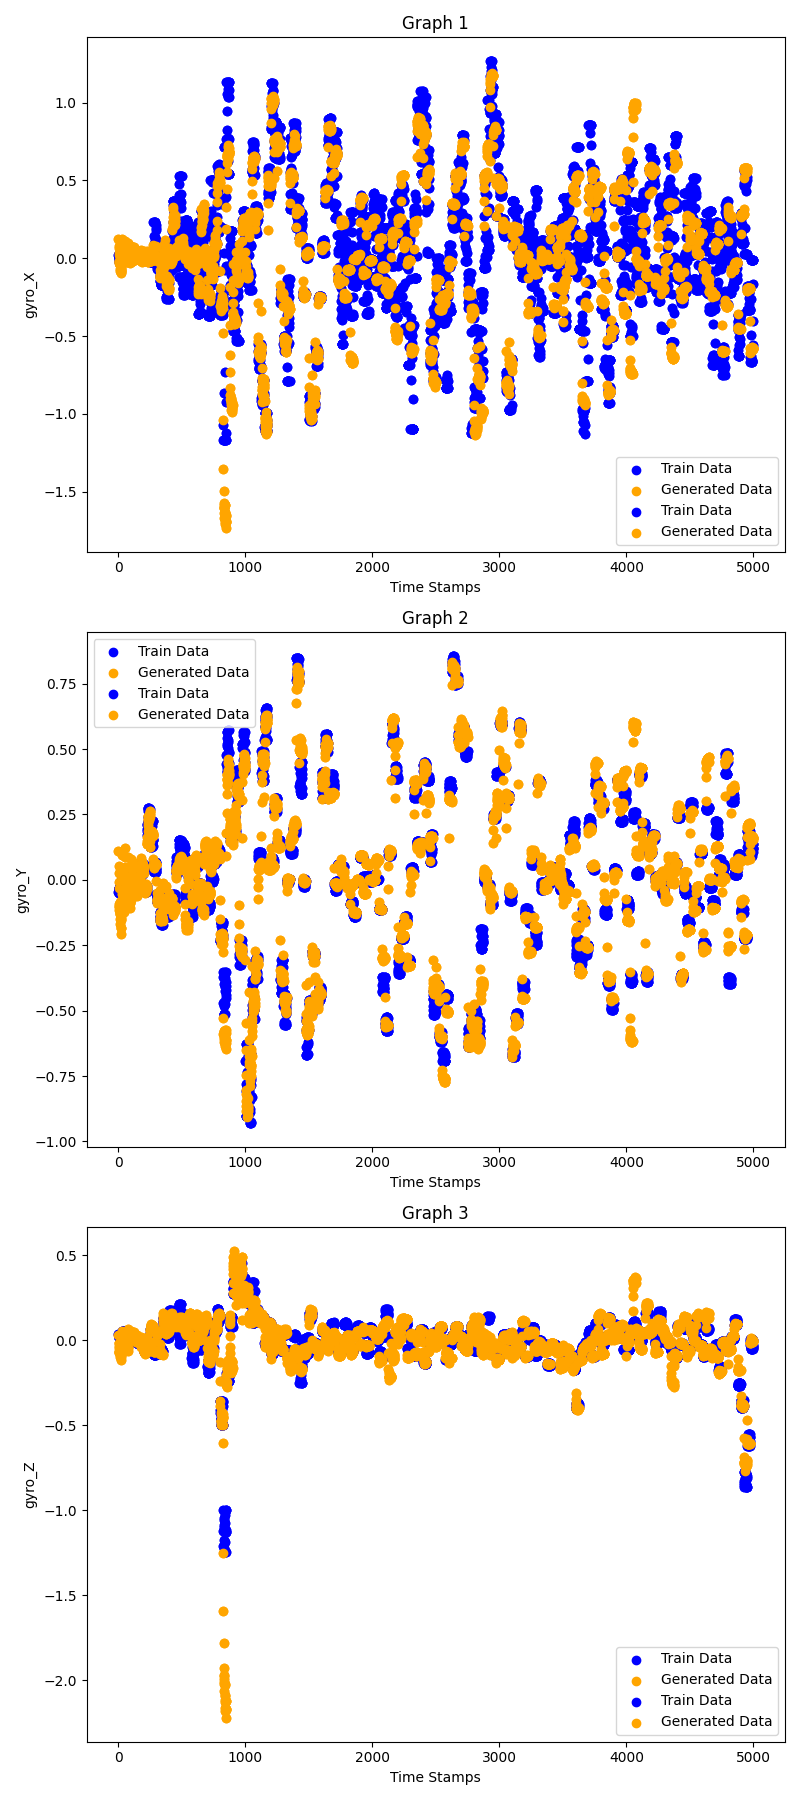 Graph 1
1.0
0.5
0.0
−0.5
−1.0
−1.5
gyro_X
0 1000 2000 3000 4000 5000
Time Stamps
Train Data
Generated Data
Train Data
Generated Data
Graph 2
0.75
0.50
0.25
0.00
−0.25
−0.50
−0.75
−1.00
gyro_Y
Train Data
Generated Data
Train Data
Generated Data
0 1000 2000 3000 4000 5000
Time Stamps
Graph 3
0.5
0.0
−0.5
−1.0
−1.5
−2.0
gyro_Z
Train Data
Generated Data
Train Data
Generated Data
0 1000 2000 3000 4000 5000
Time Stamps